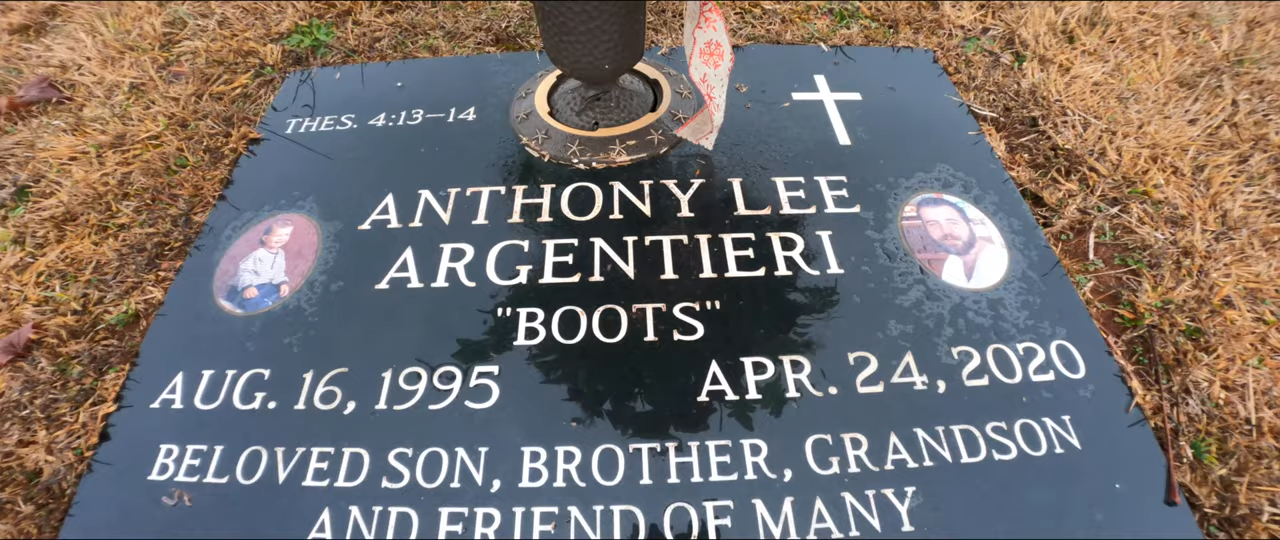 THES. 4:13–14
ANTHONY LEE
ARGENTIERI
"BOOTS"
AUG. 16, 1995 APR. 24, 2020
BELOVED SON, BROTHER, GRANDSON
AND FRIEND OF MANY